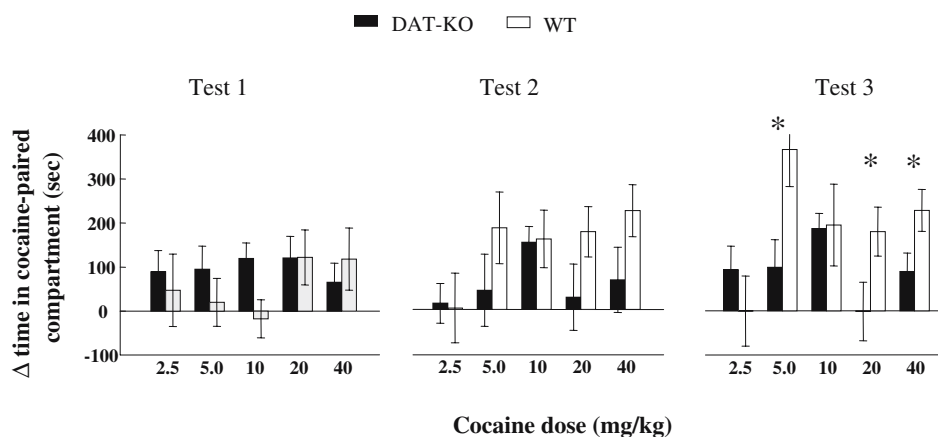 DAT-KO WT
Test 1 Test 2 Test 3
Δ time in cocaine-paired
compartment (sec)
400
300
200
100
0
-100
* * *
2.5 5.0 10 20 40 2.5 5.0 10 20 40 2.5 5.0 10 20 40
Cocaine dose (mg/kg)